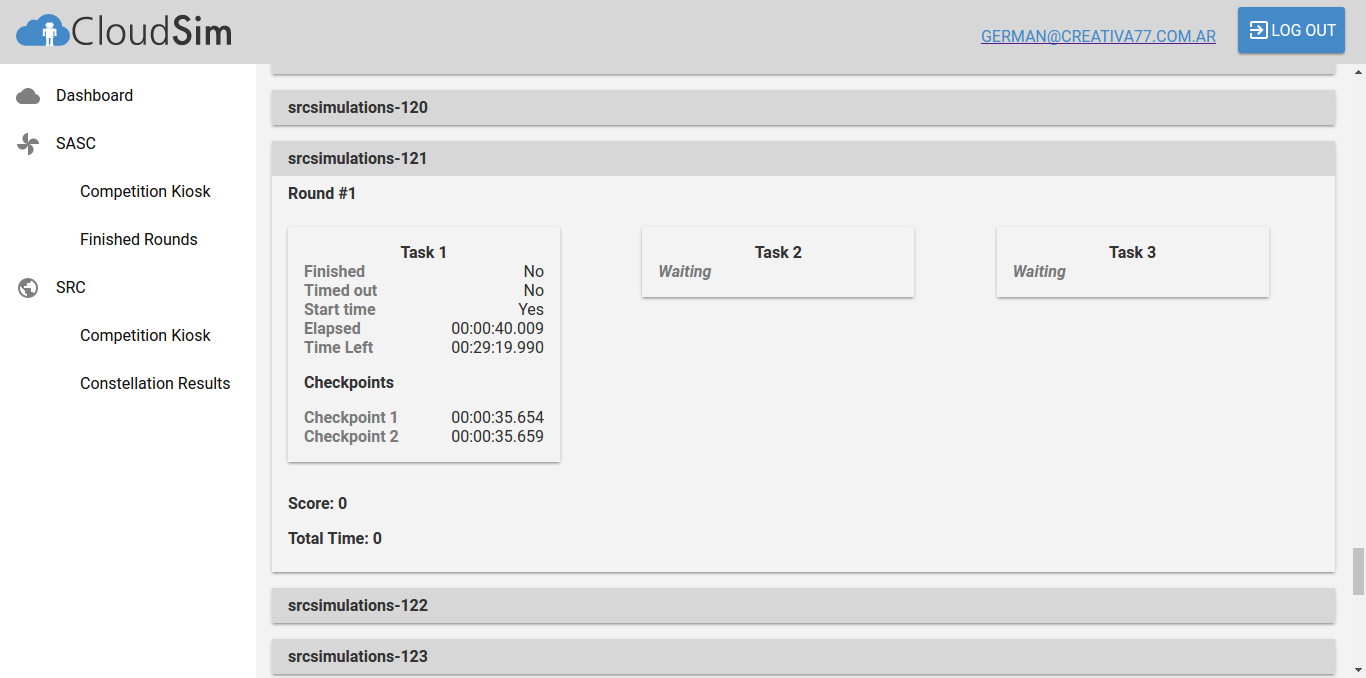 CloudSim
GERMAN@CREATIVA77.COM.AR
LOG OUT
Dashboard
SASC
Competition Kiosk
Finished Rounds
SRC
Competition Kiosk
Constellation Results
srcsimulations-120
srcsimulations-121
Round #1
Task 1
Finished No
Timed out No
Start time Yes
Elapsed 00:00:40.009
Time Left 00:29:19.990
Checkpoints
Checkpoint 1 00:00:35.654
Checkpoint 2 00:00:35.659
Task 2
Waiting
Task 3
Waiting
Score: 0
Total Time: 0
srcsimulations-122
srcsimulations-123